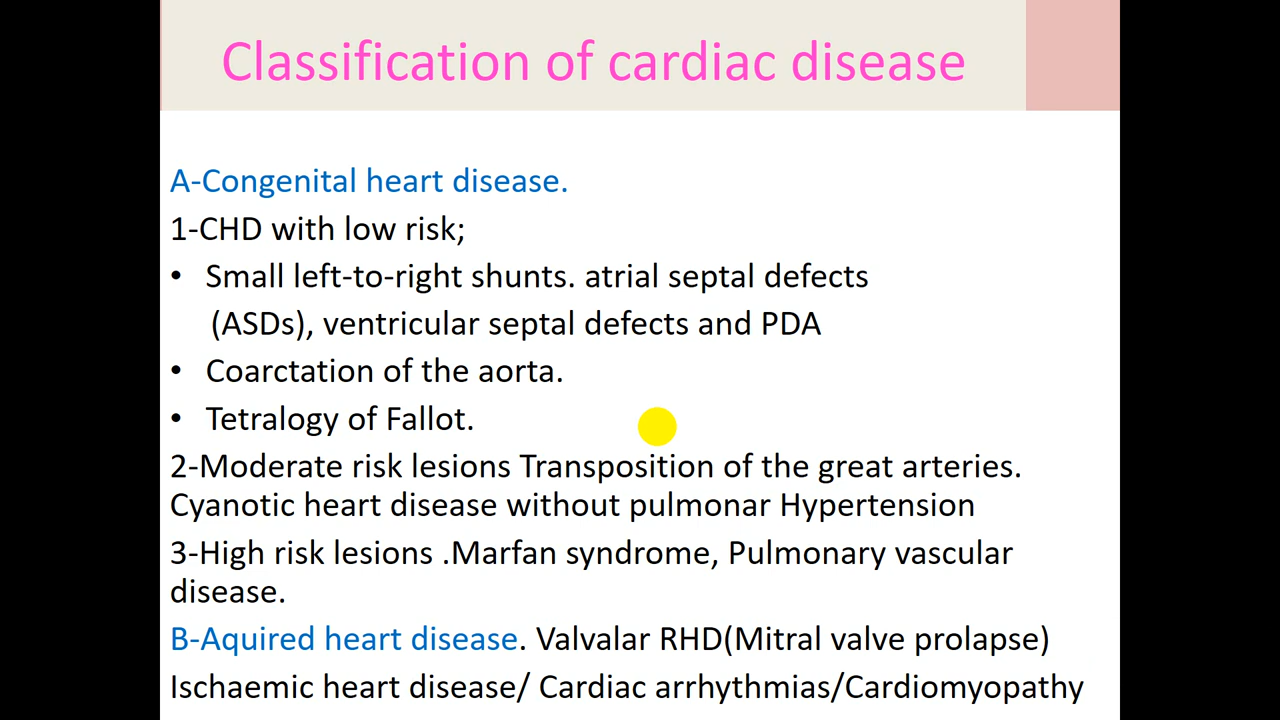 Classification of cardiac disease
A-Congenital heart disease.
1-CHD with low risk;
• Small left-to-right shunts. atrial septal defects
(ASDs), ventricular septal defects and PDA
• Coarctation of the aorta.
• Tetralogy of Fallot.
2-Moderate risk lesions Transposition of the great arteries.
Cyanotic heart disease without pulmonar Hypertension
3-High risk lesions .Marfan syndrome, Pulmonary vascular
disease.
B-Aquired heart disease. Valvalar RHD(Mitral valve prolapse)
Ischaemic heart disease/ Cardiac arrhythmias/Cardiomyopathy